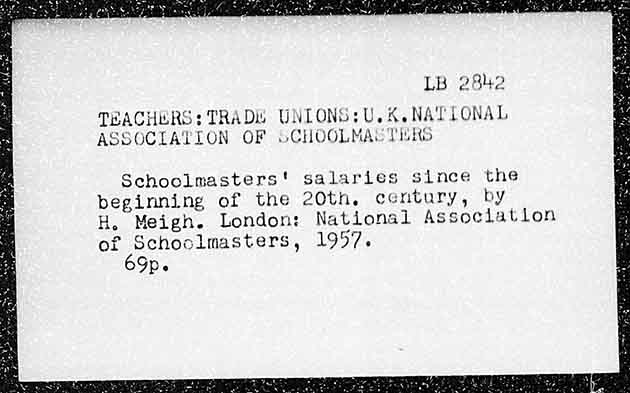 LB 2842
TEACHERS:TRADE UNIONS:U.K.NATIONAL
ASSOCIATION OF SCHOOLMASTERS
Schoolmasters' salaries since the
beginning of the 20th. century, by
H. Meigh. London: National Association
of Schoolmasters, 1957.
69p.